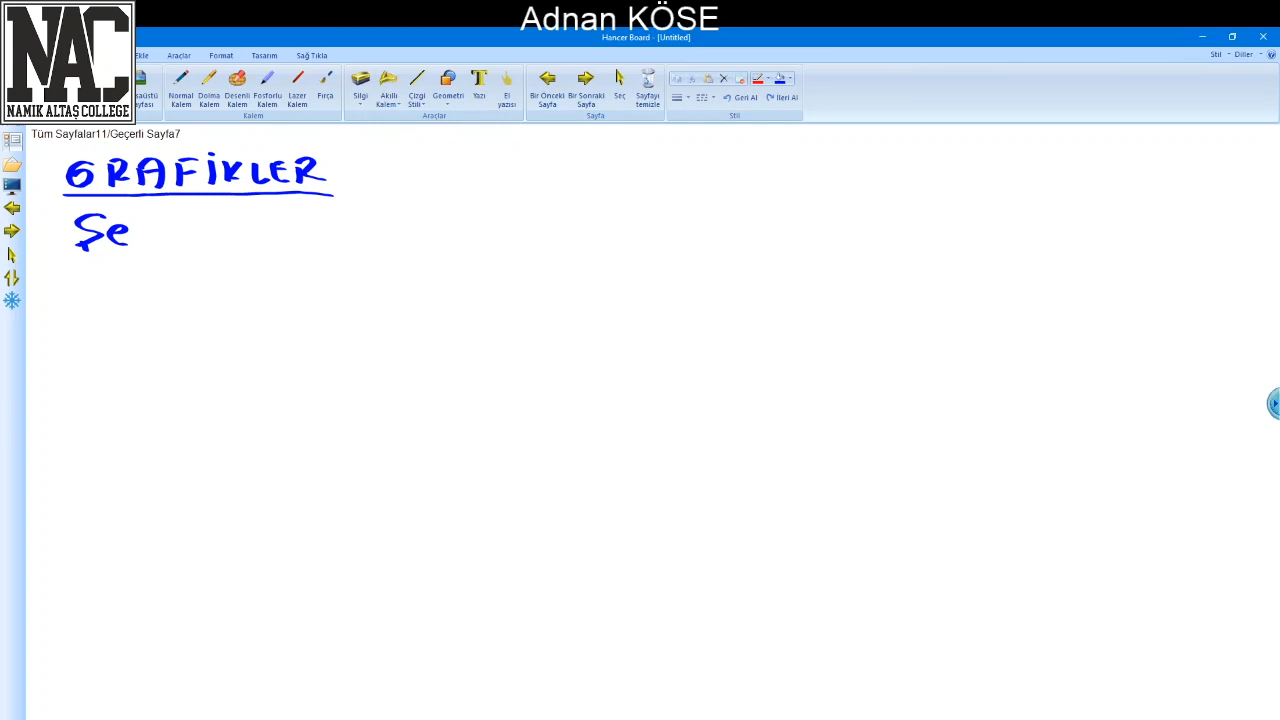 Adnan KÖSE
Hancer Board - [Untitled]
NAC
NAMIK ALTAŞ COLLEGE
Ekle Araçlar Format Tasarım Sağ Tıkla Stil Diller
Normal Kalem
Dolma Kalem
Desenli Kalem
Fosforlu Kalem
Lazer Kalem
Fırça
Silgi
Akıllı Kalem
Çizgi Stili
Geometri
Yazı
El yazısı
Bir Önceki Sayfa
Bir Sonraki Sayfa
Seç
Sayfayı temizle
Geri Al
İleri Al
Kalem Araçlar Sayfa Stil
Tüm Sayfalar11/Geçerli Sayfa7
GRAFİKLER
Şe